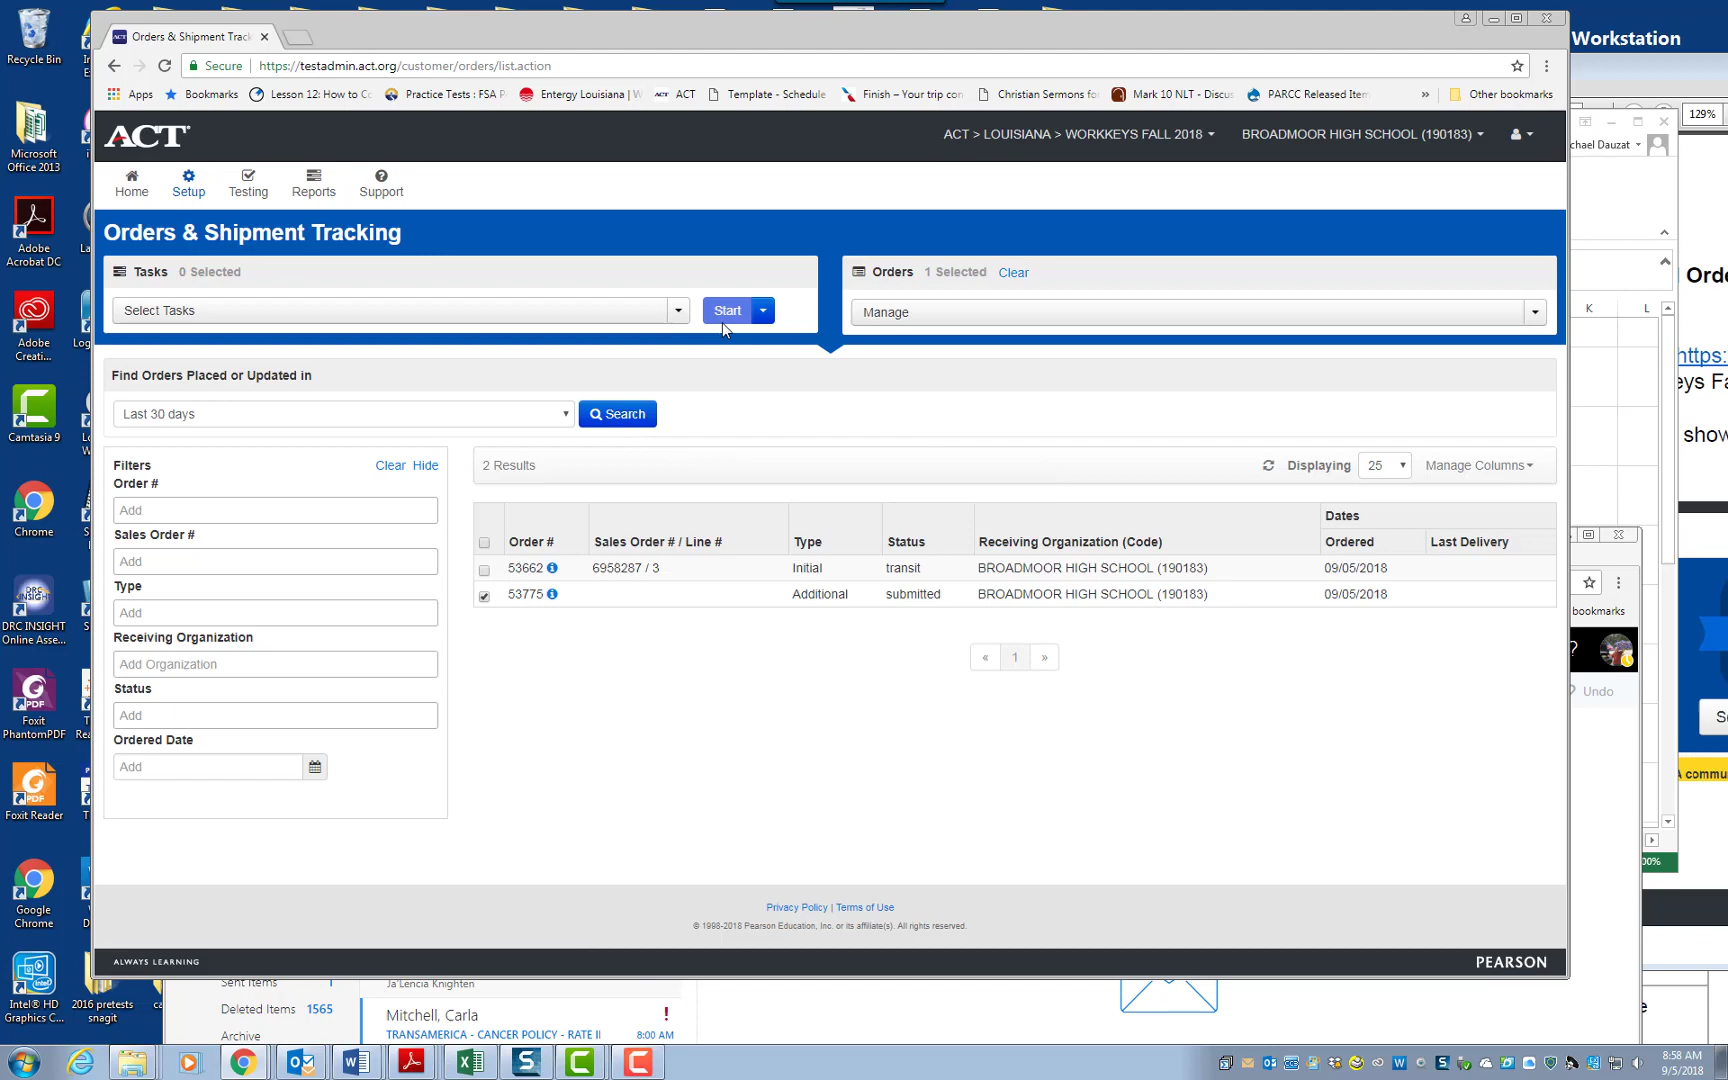 Recycle Bin
Microsoft Office 2013
Adobe Acrobat DC
Adobe Creati...
Camtasia 9
Chrome
DRC INSIGHT Online Asse...
Foxit PhantomPDF
Foxit Reader
Google Chrome
Intel® HD Graphics C...
2016 pretests snagit
Orders & Shipment Track
Workstation
Secure
https://testadmin.act.org/customer/orders/list.action
Apps
Bookmarks
Lesson 12: How to Co
Practice Tests : FSA P
Entergy Louisiana | W
ACT
Template - Schedule
Finish – Your trip con
Christian Sermons for
Mark 10 NLT - Discus
PARCC Released Item
»
Other bookmarks
129%
chael Dauzat
ACT
ACT > LOUISIANA > WORKKEYS FALL 2018
BROADMOOR HIGH SCHOOL (190183)
Home
Setup
Testing
Reports
Support
Orders & Shipment Tracking
Tasks 0 Selected
Orders 1 Selected Clear
Select Tasks
Start
Manage
Find Orders Placed or Updated in
Last 30 days
Search
Filters
Clear Hide
Order #
Add
Sales Order #
Add
Type
Add
Receiving Organization
Add Organization
Status
Add
Ordered Date
Add
2 Results
Displaying 25
Manage Columns
Dates
Order # Sales Order # / Line # Type Status Receiving Organization (Code) Ordered Last Delivery
53662 6958287 / 3 Initial transit BROADMOOR HIGH SCHOOL (190183) 09/05/2018
53775 Additional submitted BROADMOOR HIGH SCHOOL (190183) 09/05/2018
« 1 »
Privacy Policy | Terms of Use
© 1998-2018 Pearson Education, Inc. or its affiliate(s). All rights reserved.
ALWAYS LEARNING
PEARSON
K L
Orde
https:
eys Fa
show
bookmarks
?
Undo
A commu
00%
Sent Items
Deleted Items 1565
Archive
Ja'Lencia Knighten
Mitchell, Carla !
TRANSAMERICA - CANCER POLICY - RATE II 8:00 AM
8:58 AM
9/5/2018